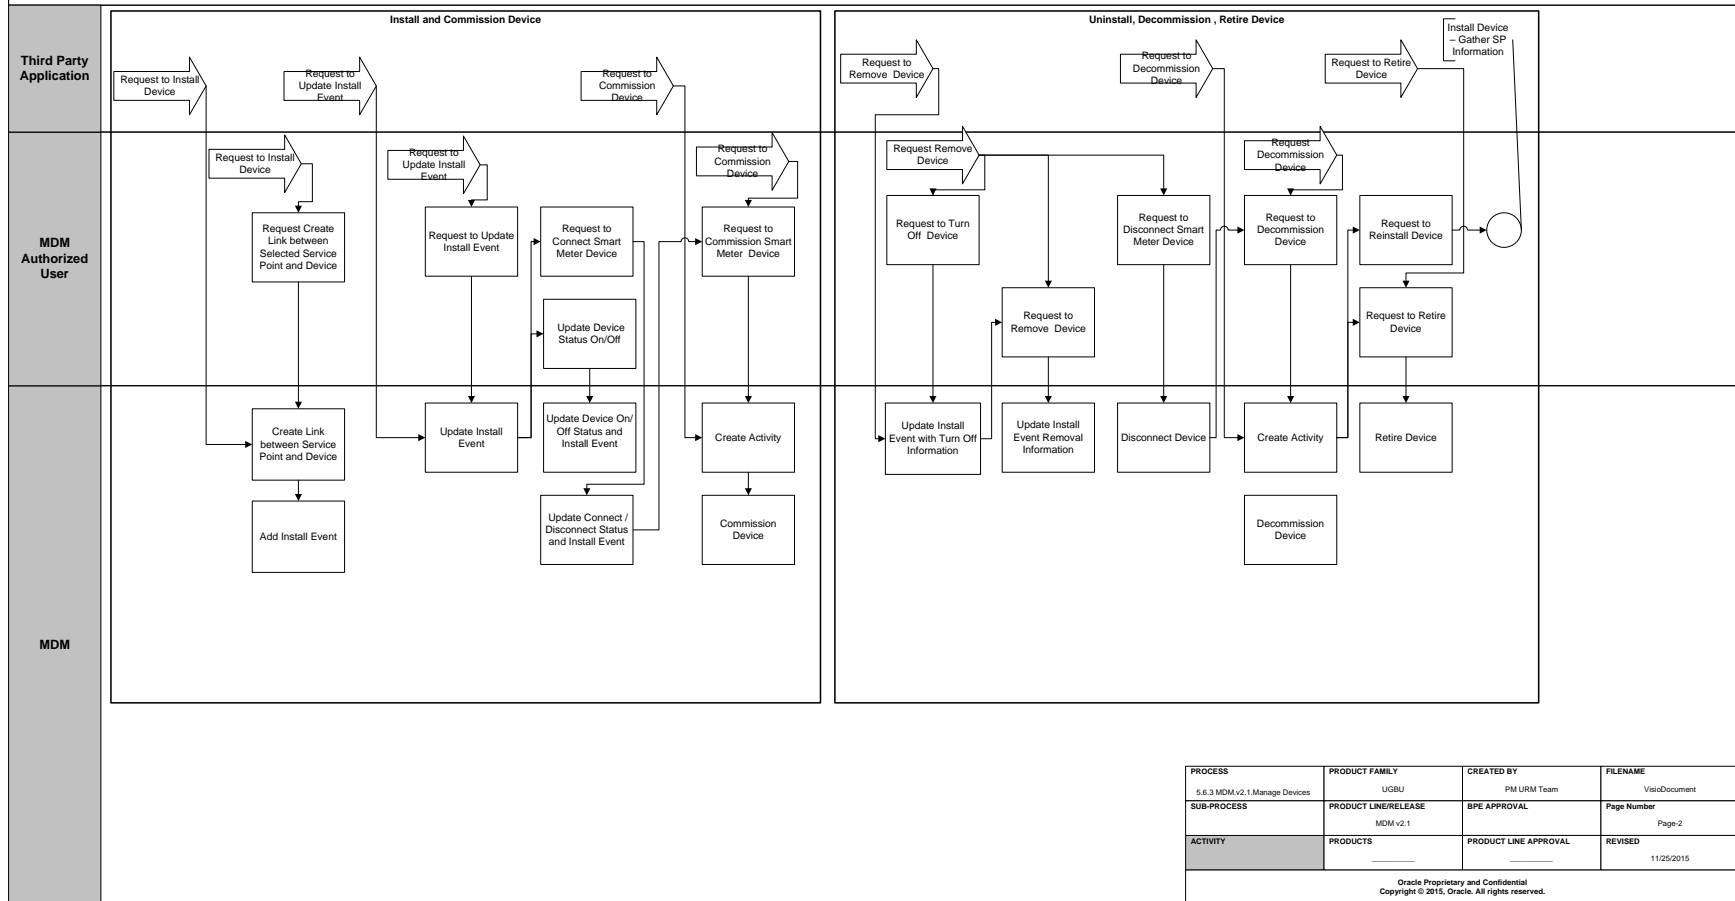 Install and Commission Device
Uninstall, Decommission , Retire Device
Third Party
Application
Request to Install
Device
Request to
Update Install
Event
Request to
Commission
Device
Request to
Remove  Device
Request to
Decommission
Device
Request to Retire
Device
Install Device
– Gather SP
Information
MDM
Authorized
User
Request to Install
Device
Request to
Update Install
Event
Request to
Commission
Device
Request Remove
Device
Request
Decommission
Device
Request Create
Link between
Selected Service
Point and Device
Request to Update
Install Event
Request to
Connect Smart
Meter Device
Request to
Commission Smart
Meter  Device
Request to Turn
Off  Device
Request to
Disconnect Smart
Meter Device
Request to
Decommission
Device
Request to
Reinstall Device
Update Device
Status On/Off
Request to
Remove  Device
Request to Retire
Device
MDM
Create Link
between Service
Point and Device
Update Install
Event
Update Device On/
Off Status and
Install Event
Create Activity
Update Install
Event with Turn Off
Information
Update Install
Event Removal
Information
Disconnect Device
Create Activity
Retire Device
Add Install Event
Update Connect /
Disconnect Status
and Install Event
Commission
Device
Decommission
Device
PROCESS
5.6.3 MDM.v2.1.Manage Devices
PRODUCT FAMILY
UGBU
CREATED BY
PM URM Team
FILENAME
VisioDocument
SUB-PROCESS
PRODUCT LINE/RELEASE
MDM v2.1
BPE APPROVAL
Page Number
Page-2
ACTIVITY
PRODUCTS
__________
PRODUCT LINE APPROVAL
__________
REVISED
11/25/2015
Oracle Proprietary and Confidential
Copyright © 2015, Oracle. All rights reserved.